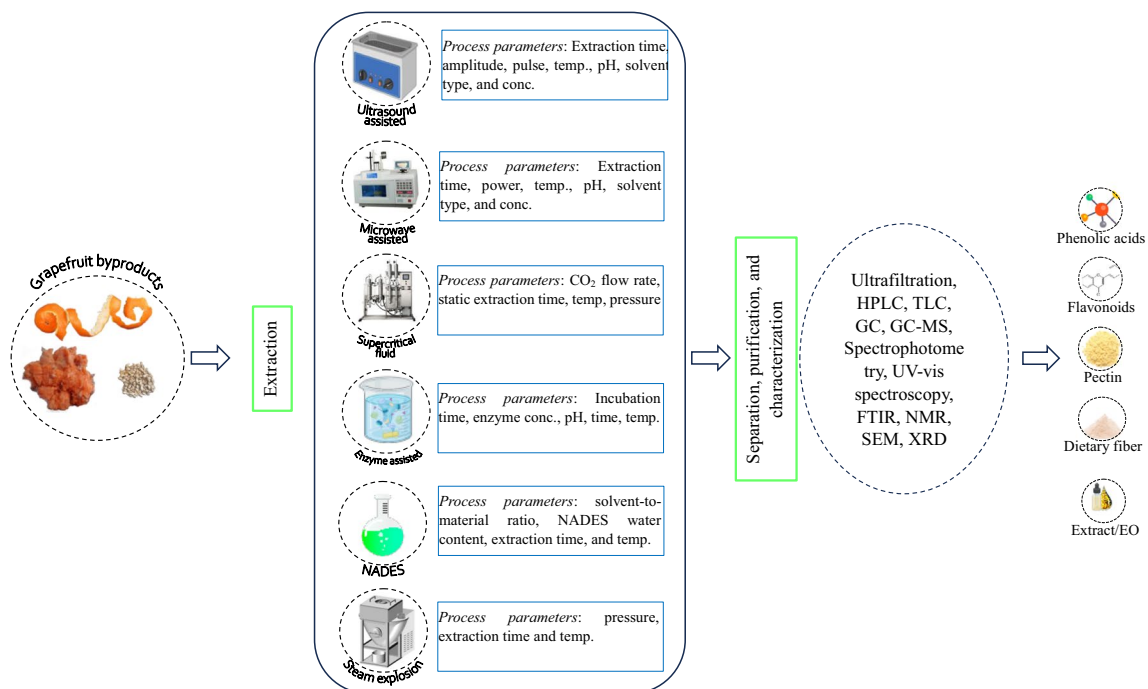 Grapefruit byproducts
Extraction
Process parameters: Extraction time,
amplitude, pulse, temp., pH, solvent
type, and conc.
Ultrasound
assisted
Process parameters: Extraction
time, power, temp., pH, solvent
type, and conc.
Microwave
assisted
Process parameters: CO₂ flow rate,
static extraction time, temp, pressure
Supercritical
fluid
Process parameters: Incubation
time, enzyme conc., pH, time, temp.
Enzyme assisted
Process parameters: solvent-to-
material ratio, NADES water
content, extraction time, and temp.
NADES
Process parameters: pressure,
extraction time and temp.
Steam explosion
Separation, purification, and
characterization
Ultrafiltration,
HPLC, TLC,
GC, GC-MS,
Spectrophotome
try, UV-vis
spectroscopy,
FTIR, NMR,
SEM, XRD
Phenolic acids
Flavonoids
Pectin
Dietary fiber
Extract/EO